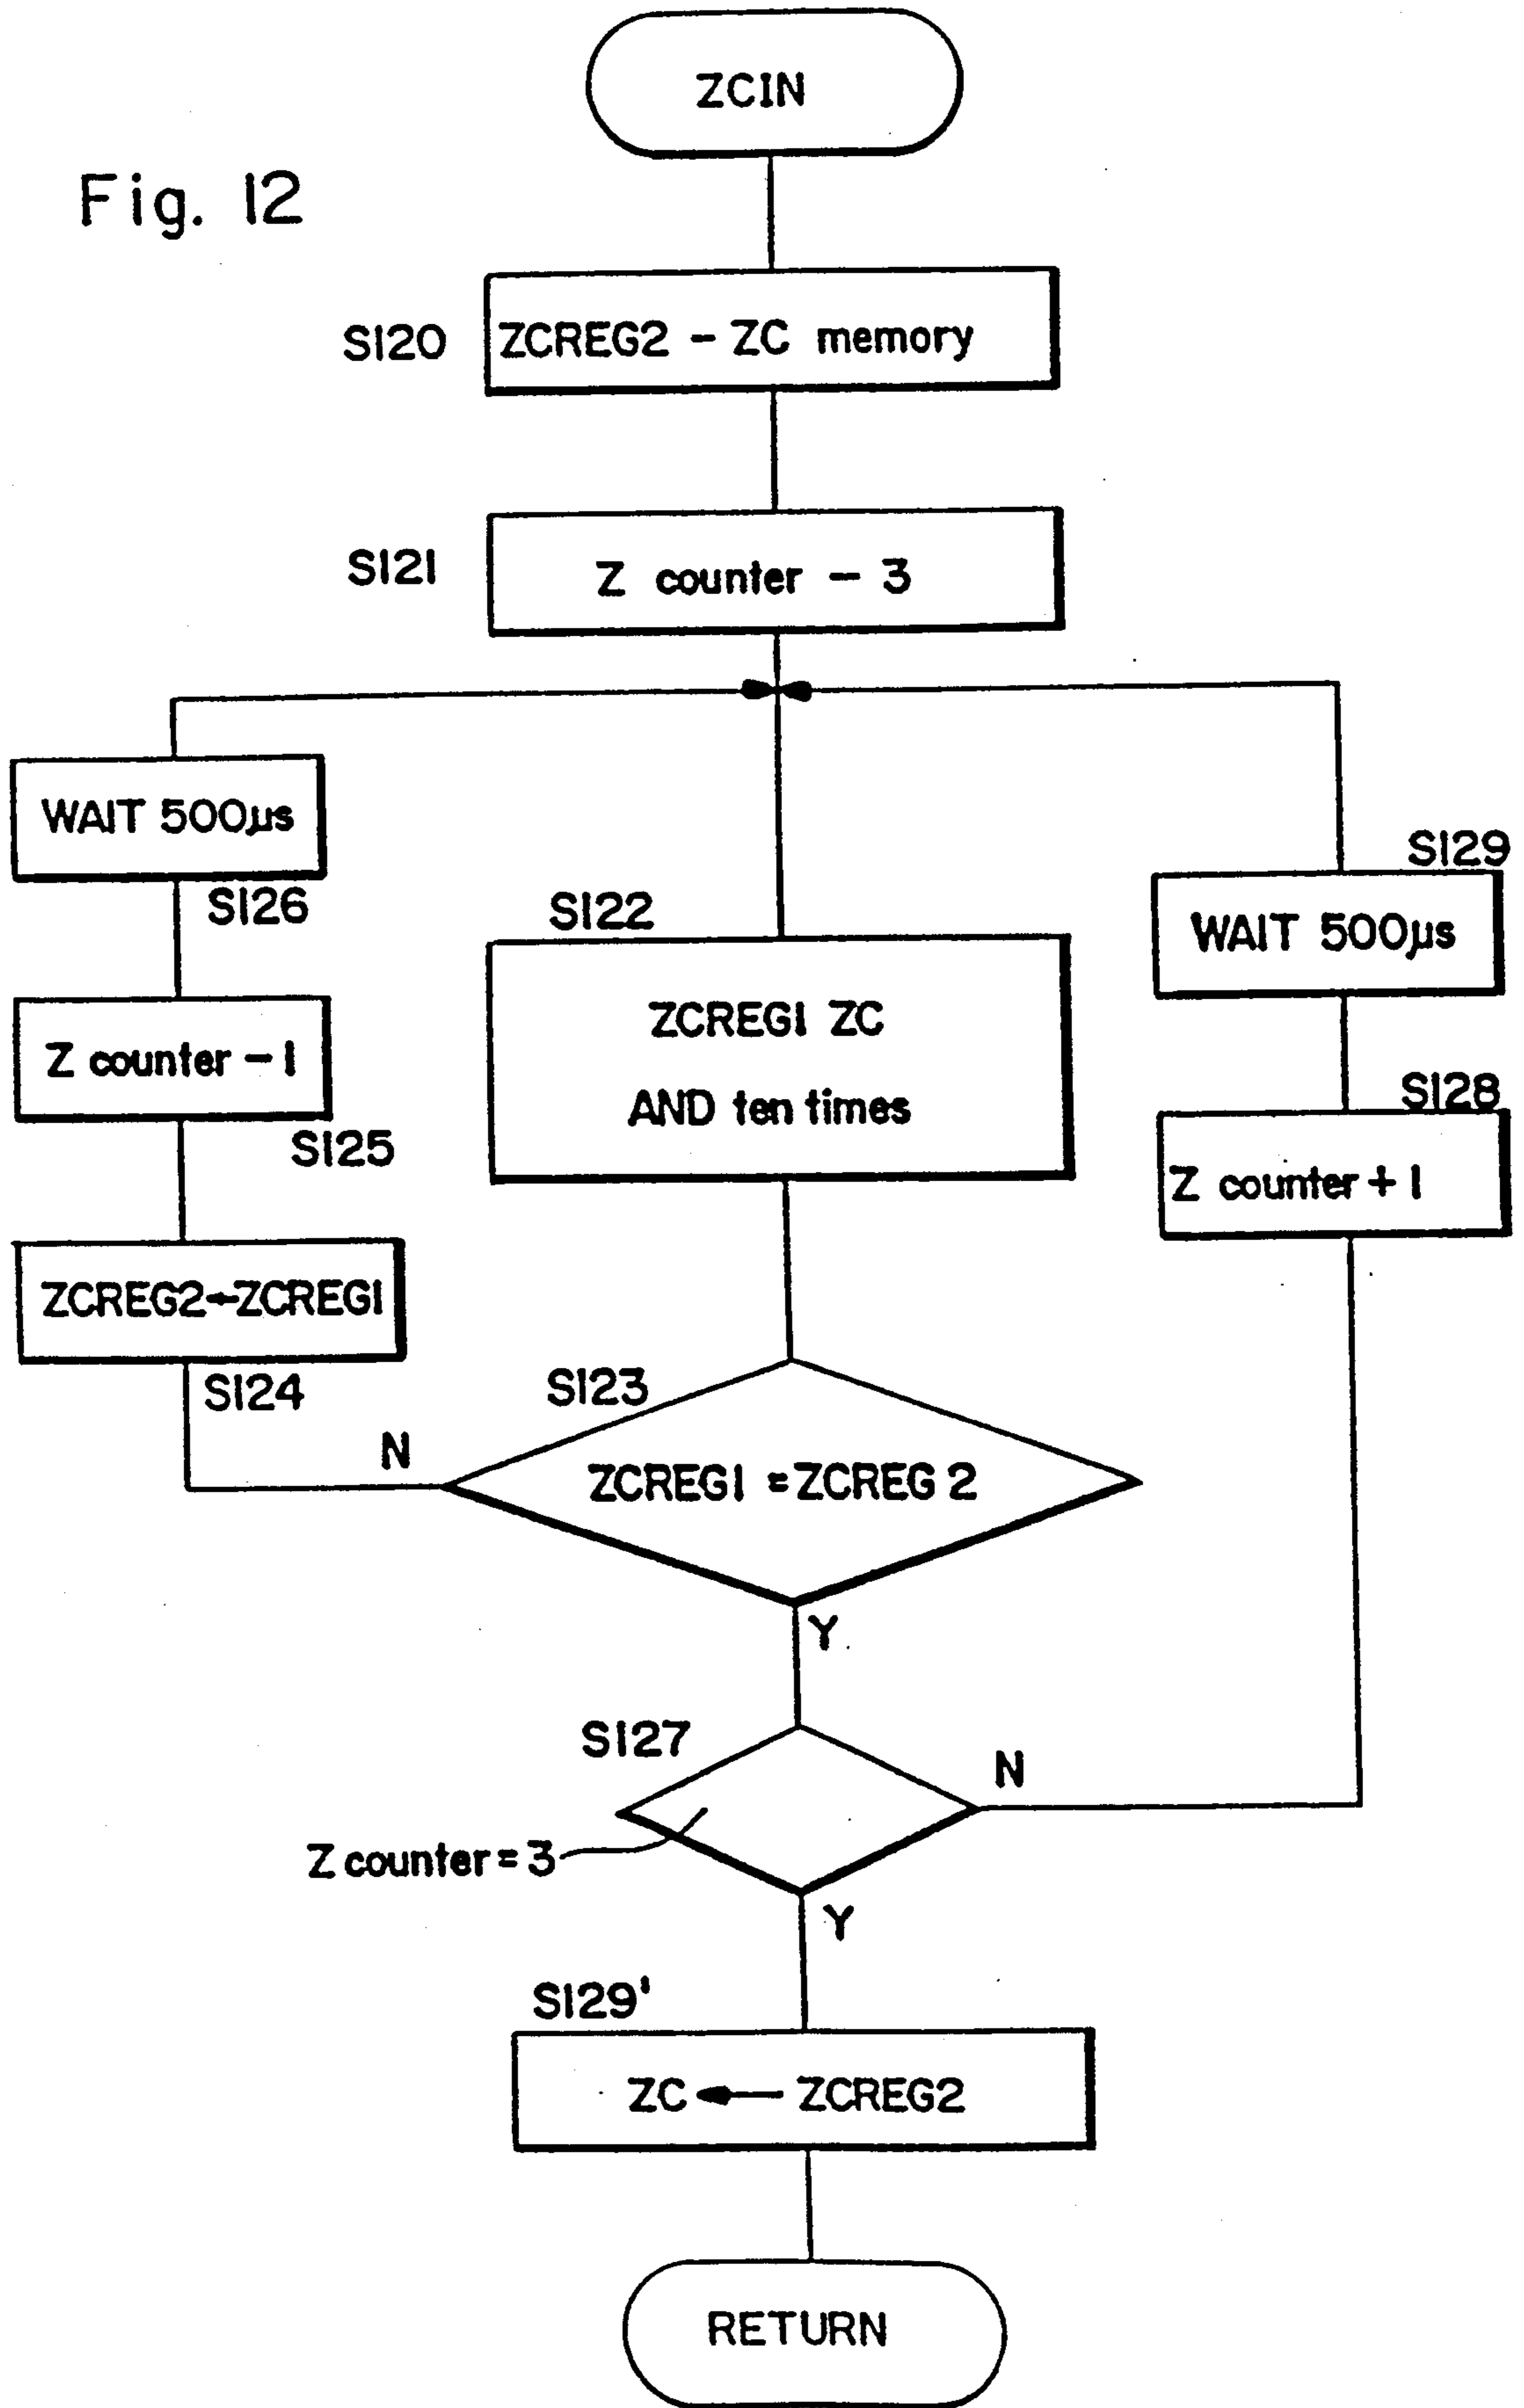 ZCIN
Fig. 12
S120
ZCREG2 - ZC memory
S121
Z counter - 3
WAIT 500µs
S126
S129
WAIT 500µs
S122
ZCREG1 ZC
AND ten times
Z counter - 1
S125
S128
Z counter + 1
ZCREG2←ZCREG1
S124
S123
N
ZCREG1 = ZCREG 2
Y
S127
N
Z counter = 3
Y
S129'
ZC ← ZCREG2
RETURN